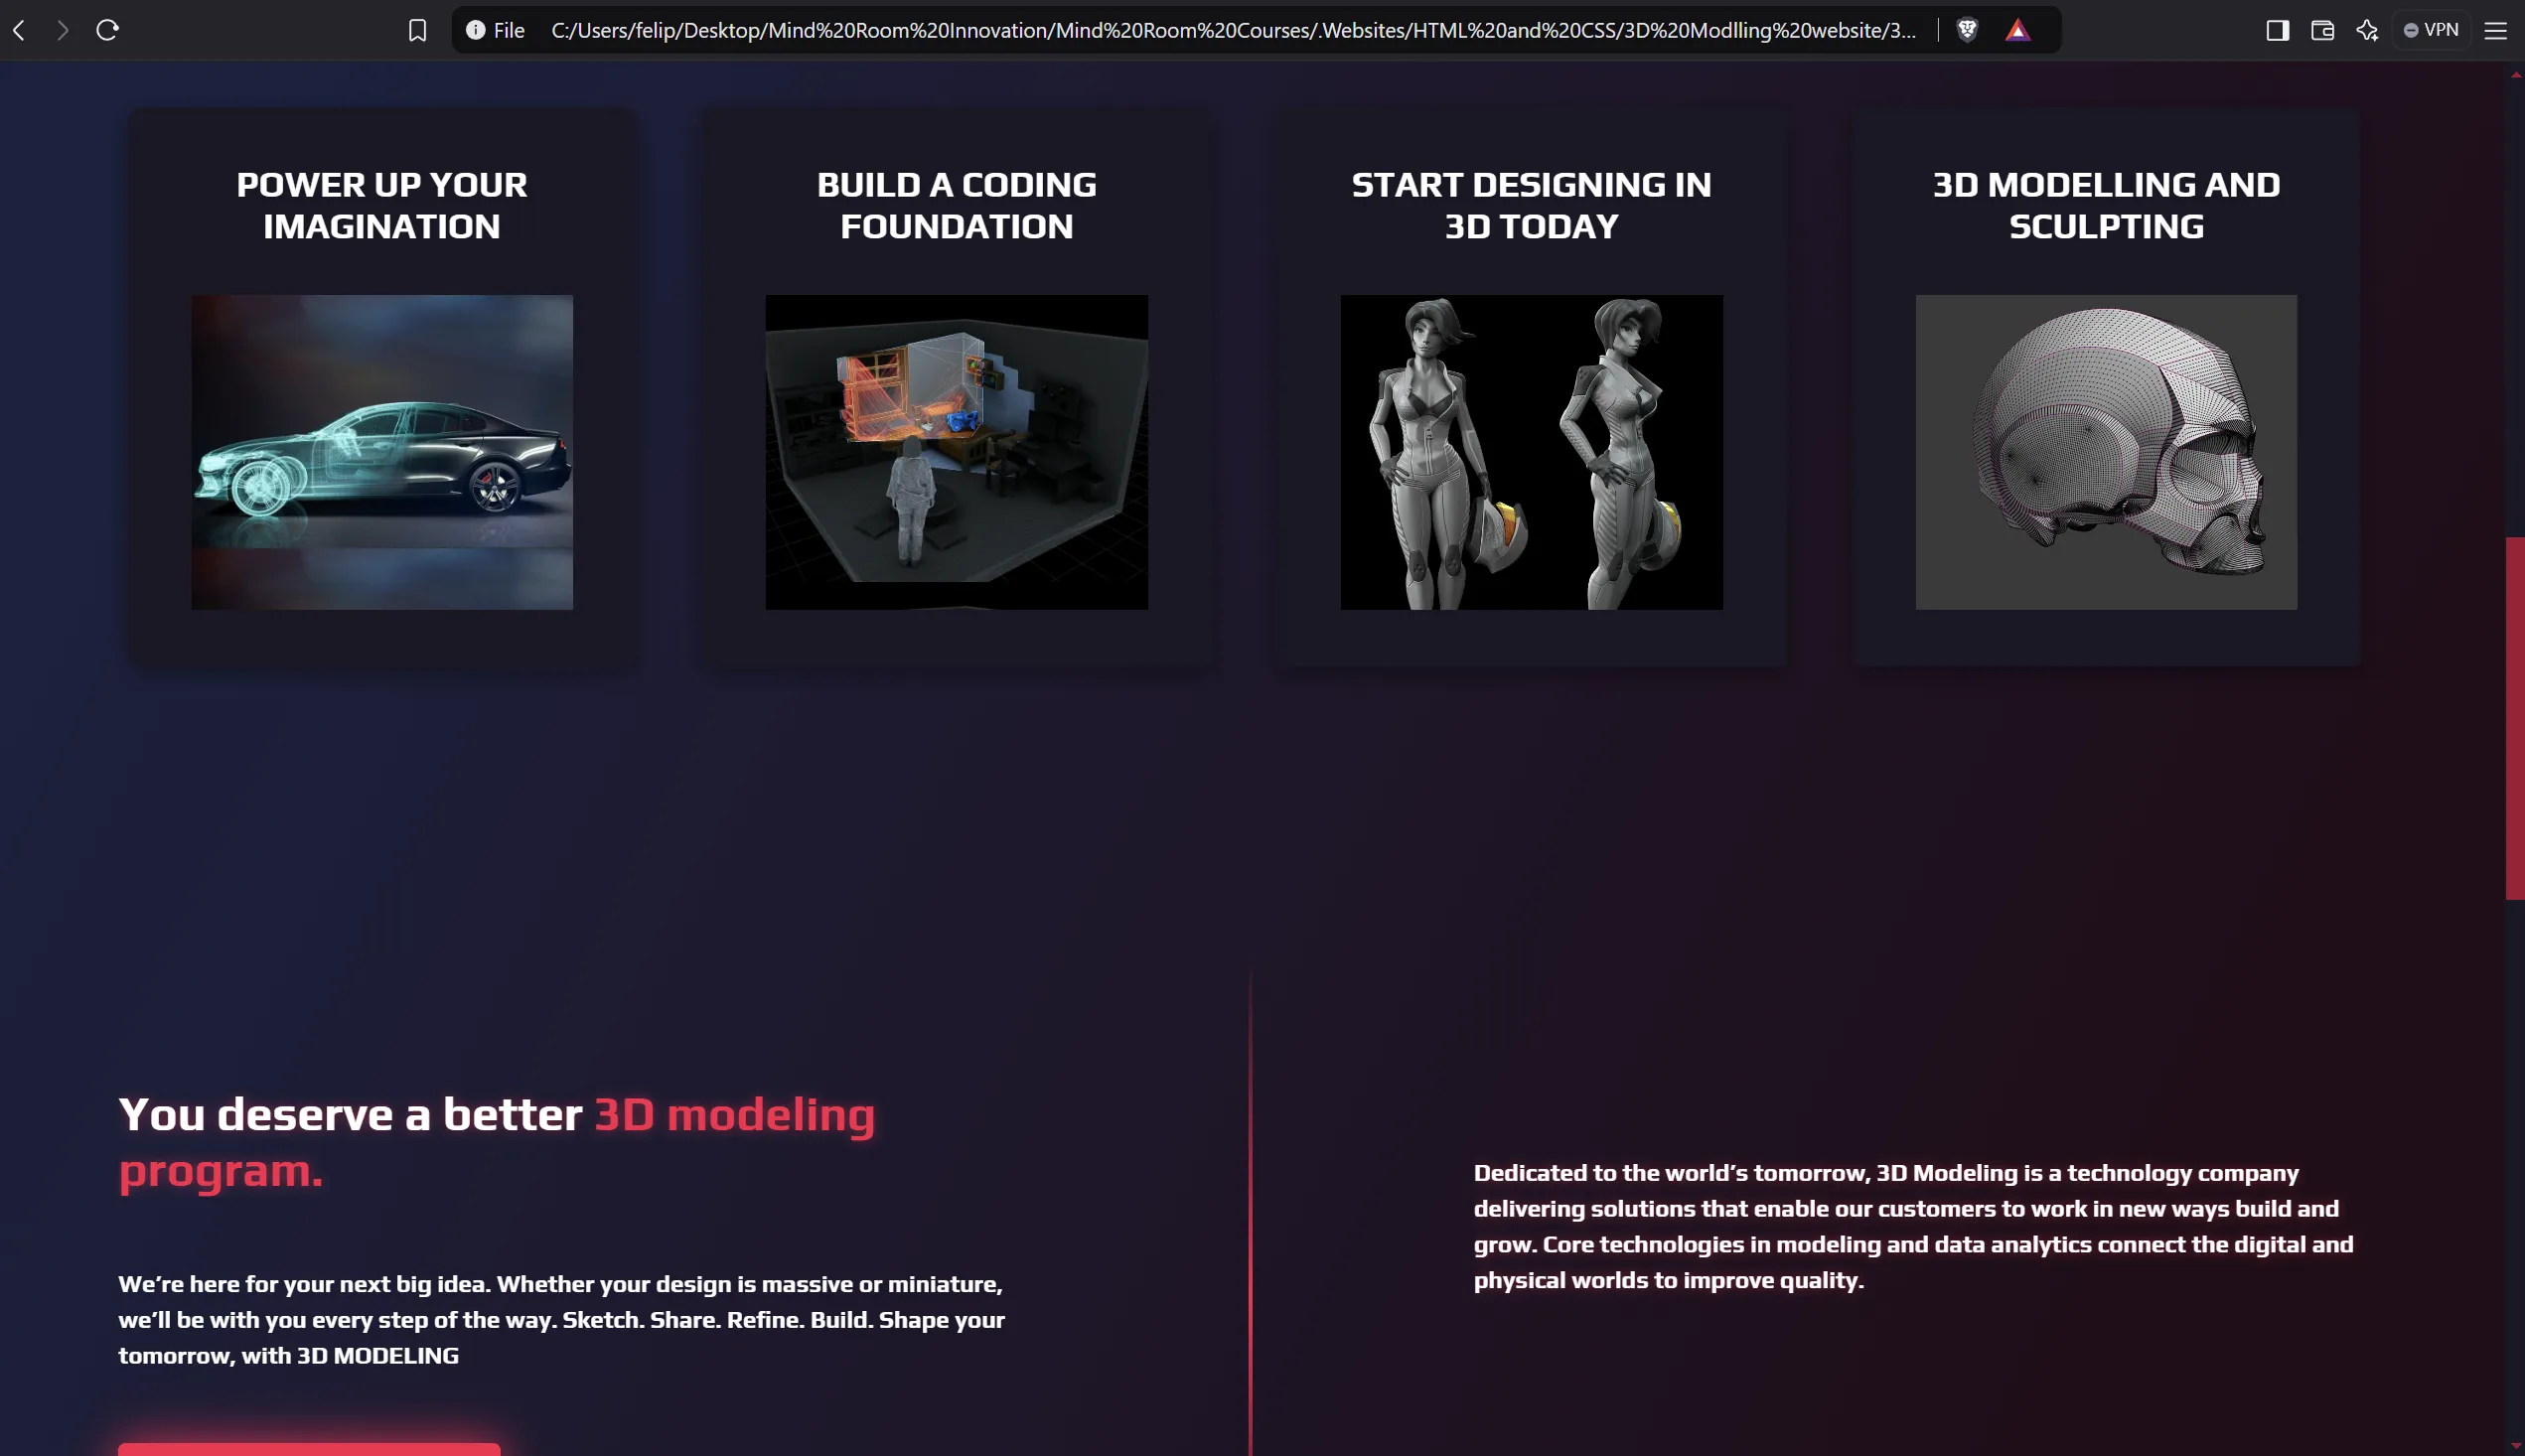 File C:/Users/felip/Desktop/Mind%20Room%20Innovation/Mind%20Room%20Courses/.Websites/HTML%20and%20CSS/3D%20Modlling%20website/3... VPN
POWER UP YOUR
IMAGINATION
BUILD A CODING
FOUNDATION
START DESIGNING IN
3D TODAY
3D MODELLING AND
SCULPTING
You deserve a better 3D modeling
program.
We’re here for your next big idea. Whether your design is massive or miniature,
we’ll be with you every step of the way. Sketch. Share. Refine. Build. Shape your
tomorrow, with 3D MODELING
Dedicated to the world’s tomorrow, 3D Modeling is a technology company
delivering solutions that enable our customers to work in new ways build and
grow. Core technologies in modeling and data analytics connect the digital and
physical worlds to improve quality.